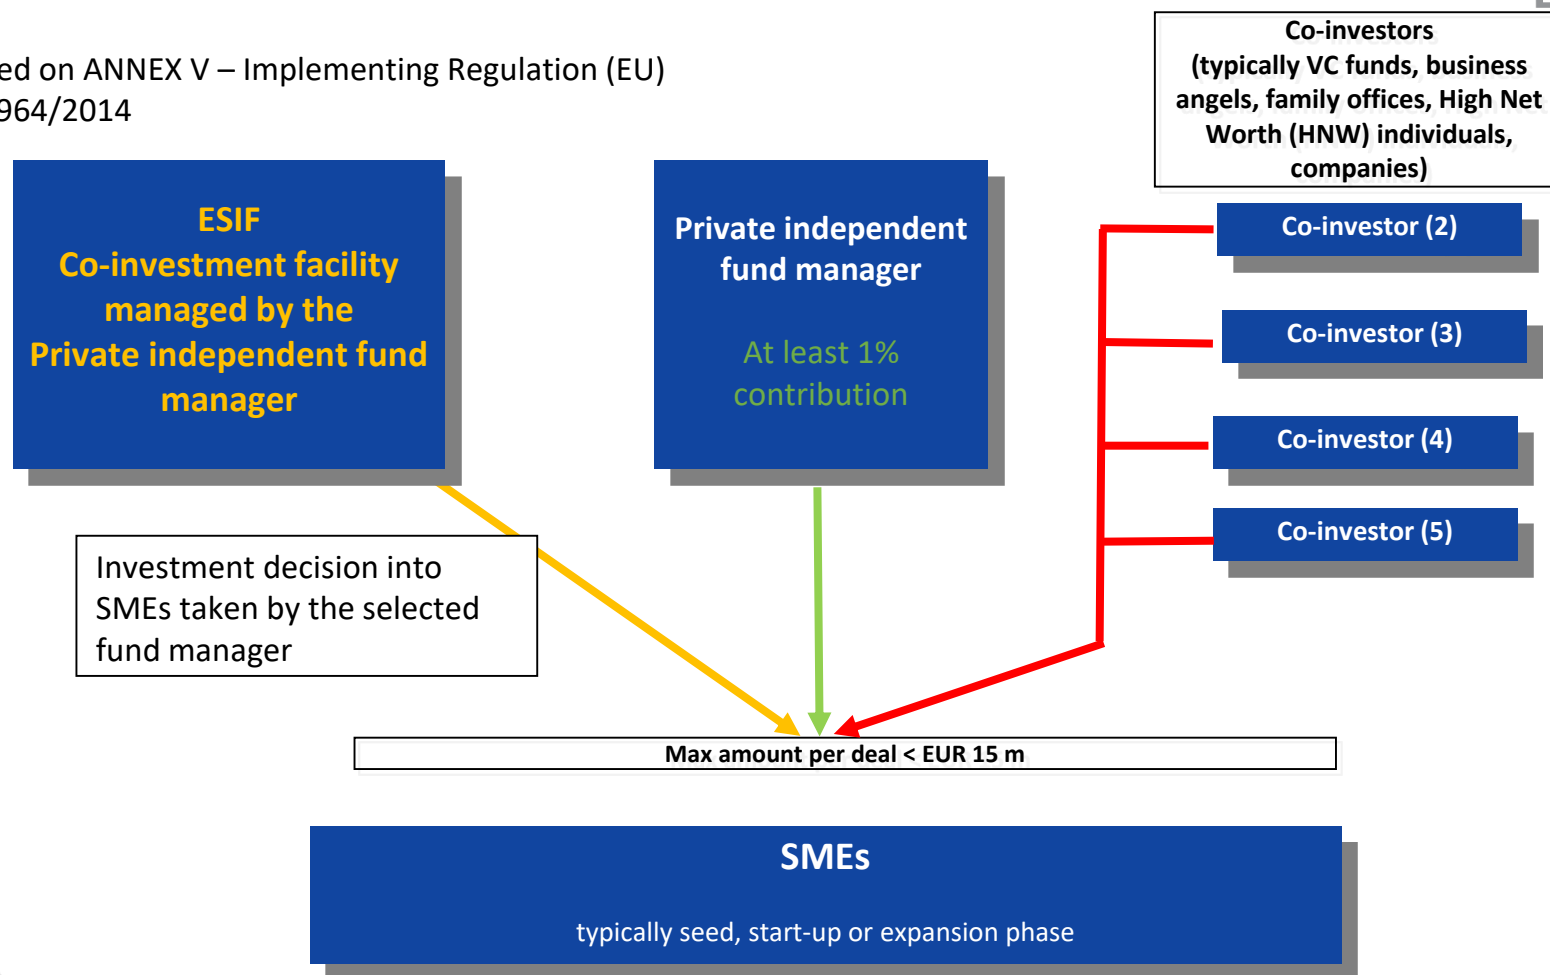 ed on ANNEX V – Implementing Regulation (EU)
964/2014
Co-investors
(typically VC funds, business
angels, family offices, High Net
Worth (HNW) individuals,
companies)
ESIF
Co-investment facility
managed by the
Private independent fund
manager
Private independent
fund manager
At least 1%
contribution
Co-investor (2)
Co-investor (3)
Co-investor (4)
Co-investor (5)
Investment decision into
SMEs taken by the selected
fund manager
Max amount per deal < EUR 15 m
SMEs
typically seed, start-up or expansion phase